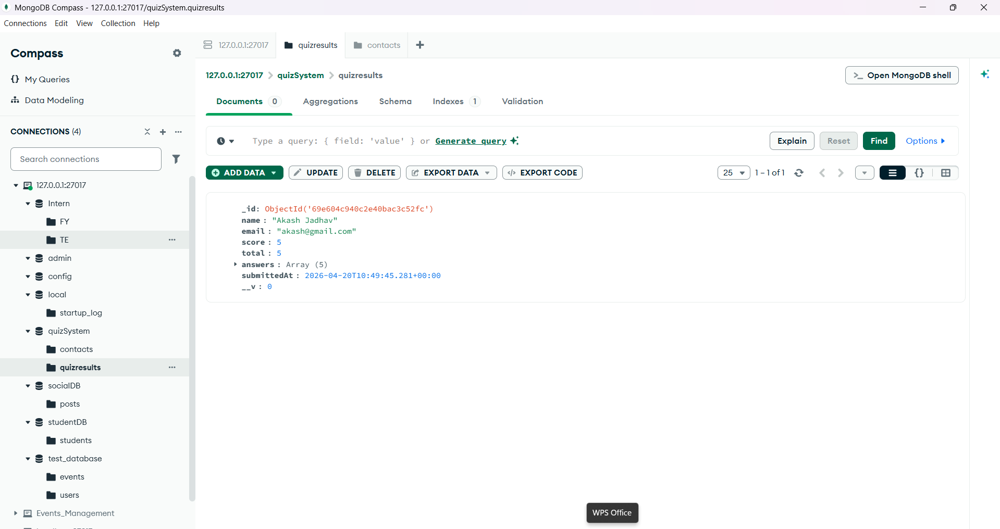 MongoDB Compass - 127.0.0.1:27017/quizSystem.quizresults
Connections Edit View Collection Help
Compass
My Queries
Data Modeling
CONNECTIONS (4)
Search connections
127.0.0.1:27017
Intern
FY
TE
admin
config
local
startup_log
quizSystem
contacts
quizresults
socialDB
posts
studentDB
students
test_database
events
users
Events_Management
127.0.0.1:27017 quizresults contacts
127.0.0.1:27017 quizSystem quizresults
>_ Open MongoDB shell
Documents 0 Aggregations Schema Indexes 1 Validation
Type a query: { field: 'value' } or Generate query
Explain Reset Find Options
ADD DATA UPDATE DELETE EXPORT DATA EXPORT CODE
25 1 – 1 of 1
_id: ObjectId('69e604c940c2e40bac3c52fc')
name : "Akash Jadhav"
email : "akash@gmail.com"
score : 5
total : 5
answers : Array (5)
submittedAt : 2026-04-20T10:49:45.281+00:00
__v : 0
WPS Office